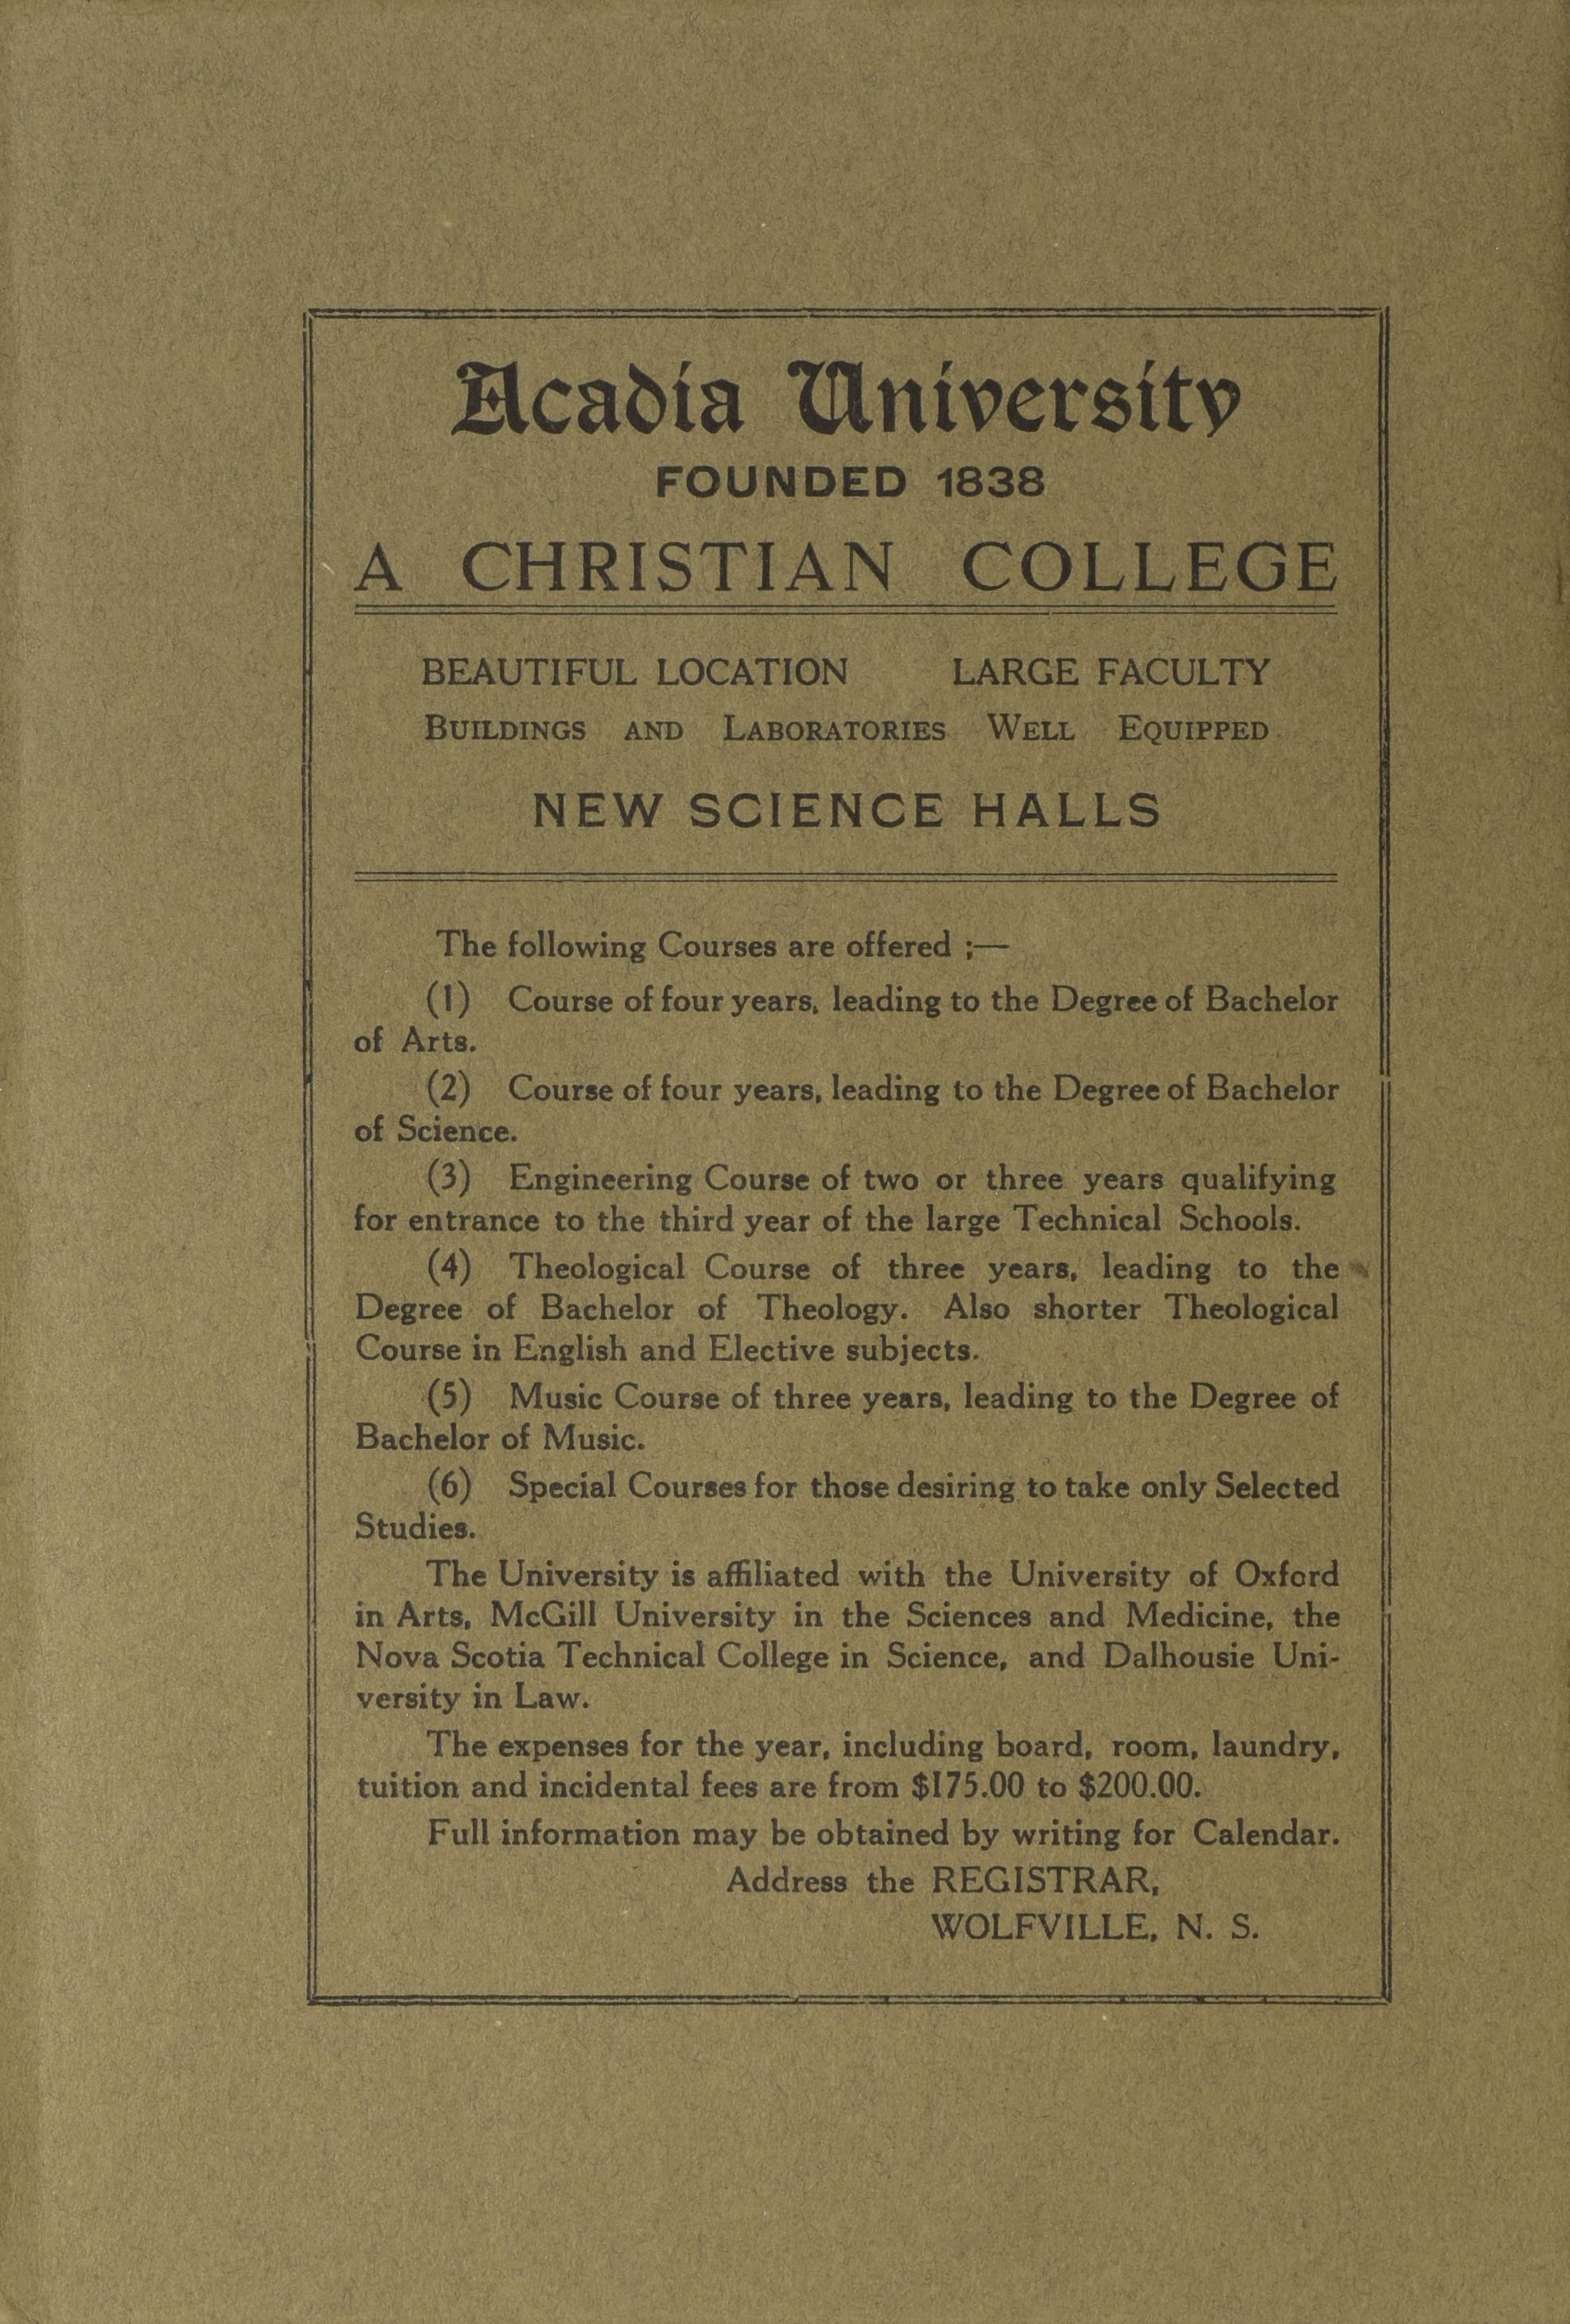 Acadia University
FOUNDED 1838
A CHRISTIAN COLLEGE
BEAUTIFUL LOCATION LARGE FACULTY
BUILDINGS AND LABORATORIES WELL EQUIPPED
NEW SCIENCE HALLS
The following Courses are offered ;—
(1) Course of four years, leading to the Degree of Bachelor
of Arts.
(2) Course of four years, leading to the Degree of Bachelor
of Science.
(3) Engineering Course of two or three years qualifying
for entrance to the third year of the large Technical Schools.
(4) Theological Course of three years, leading to the
Degree of Bachelor of Theology. Also shorter Theological
Course in English and Elective subjects.
(5) Music Course of three years, leading to the Degree of
Bachelor of Music.
(6) Special Courses for those desiring to take only Selected
Studies.
The University is affiliated with the University of Oxford
in Arts, McGill University in the Sciences and Medicine, the
Nova Scotia Technical College in Science, and Dalhousie Uni-
versity in Law.
The expenses for the year, including board, room, laundry,
tuition and incidental fees are from $175.00 to $200.00.
Full information may be obtained by writing for Calendar.
Address the REGISTRAR,
WOLFVILLE, N. S.